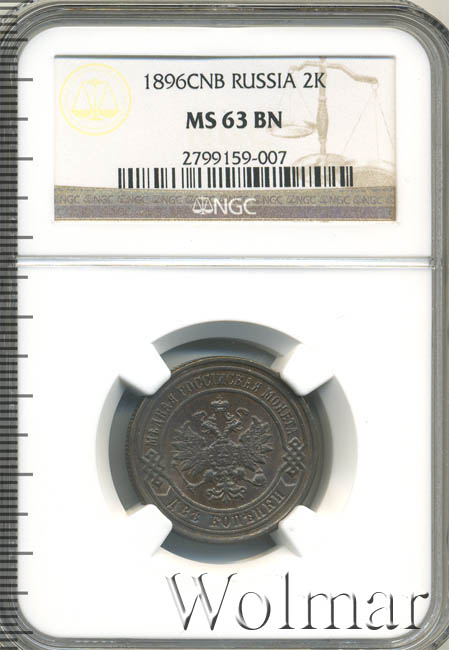 1896CNB RUSSIA 2K
MS 63 BN
2799159-007
NGC
МѢДНАЯ РОССІЙСКАЯ МОНЕТА
ДВѢ КОПѢЙКИ
Wolmar